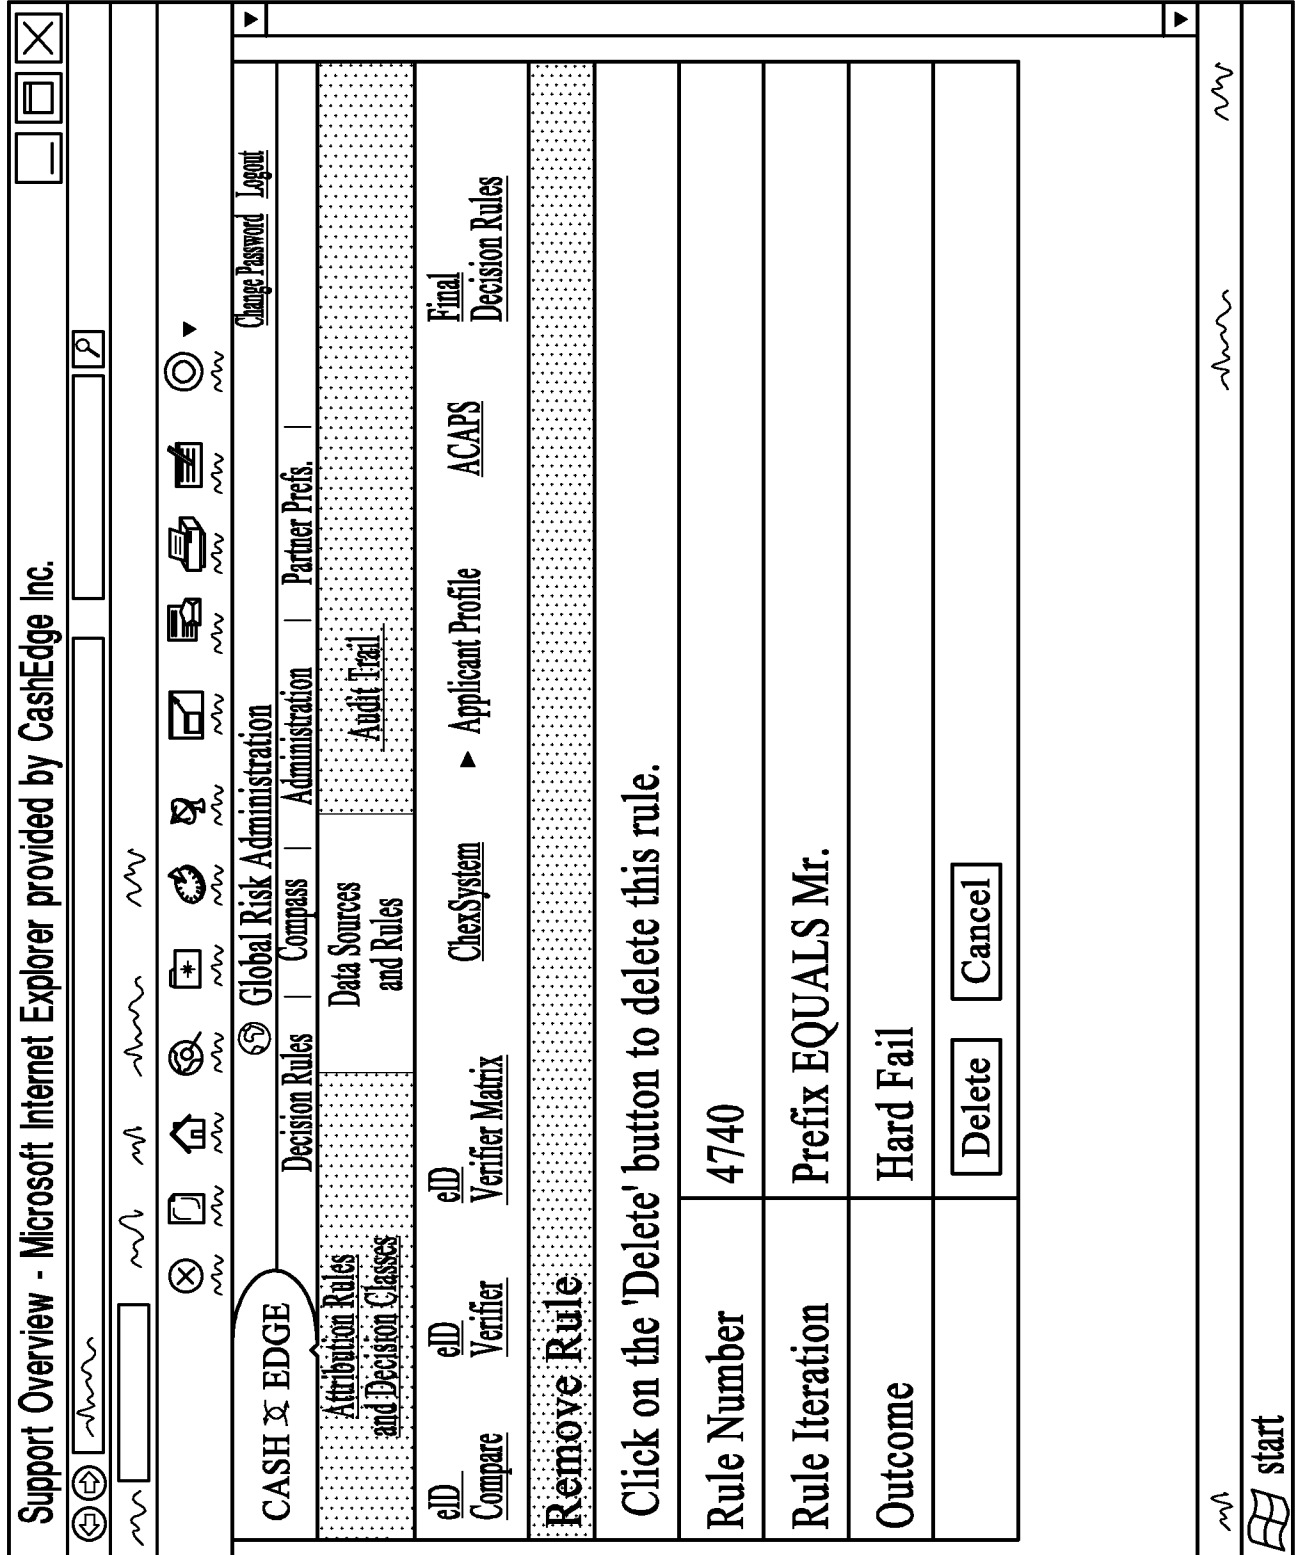 Support Overview - Microsoft Internet Explorer provided by CashEdge Inc.
CASH EDGE
Global Risk Administration
Change Password Logout
Decision Rules | Compass | Administration | Partner Prefs. |
Attribution Rules
and Decision Classes
Data Sources
and Rules
Audit Trail
eID
Compare
eID
Verifier
eID
Verifier Matrix
ChexSystem
Applicant Profile
ACAPS
Final
Decision Rules
Remove Rule
Click on the 'Delete' button to delete this rule.
Rule Number 4740
Rule Iteration Prefix EQUALS Mr.
Outcome Hard Fail
Delete Cancel
start